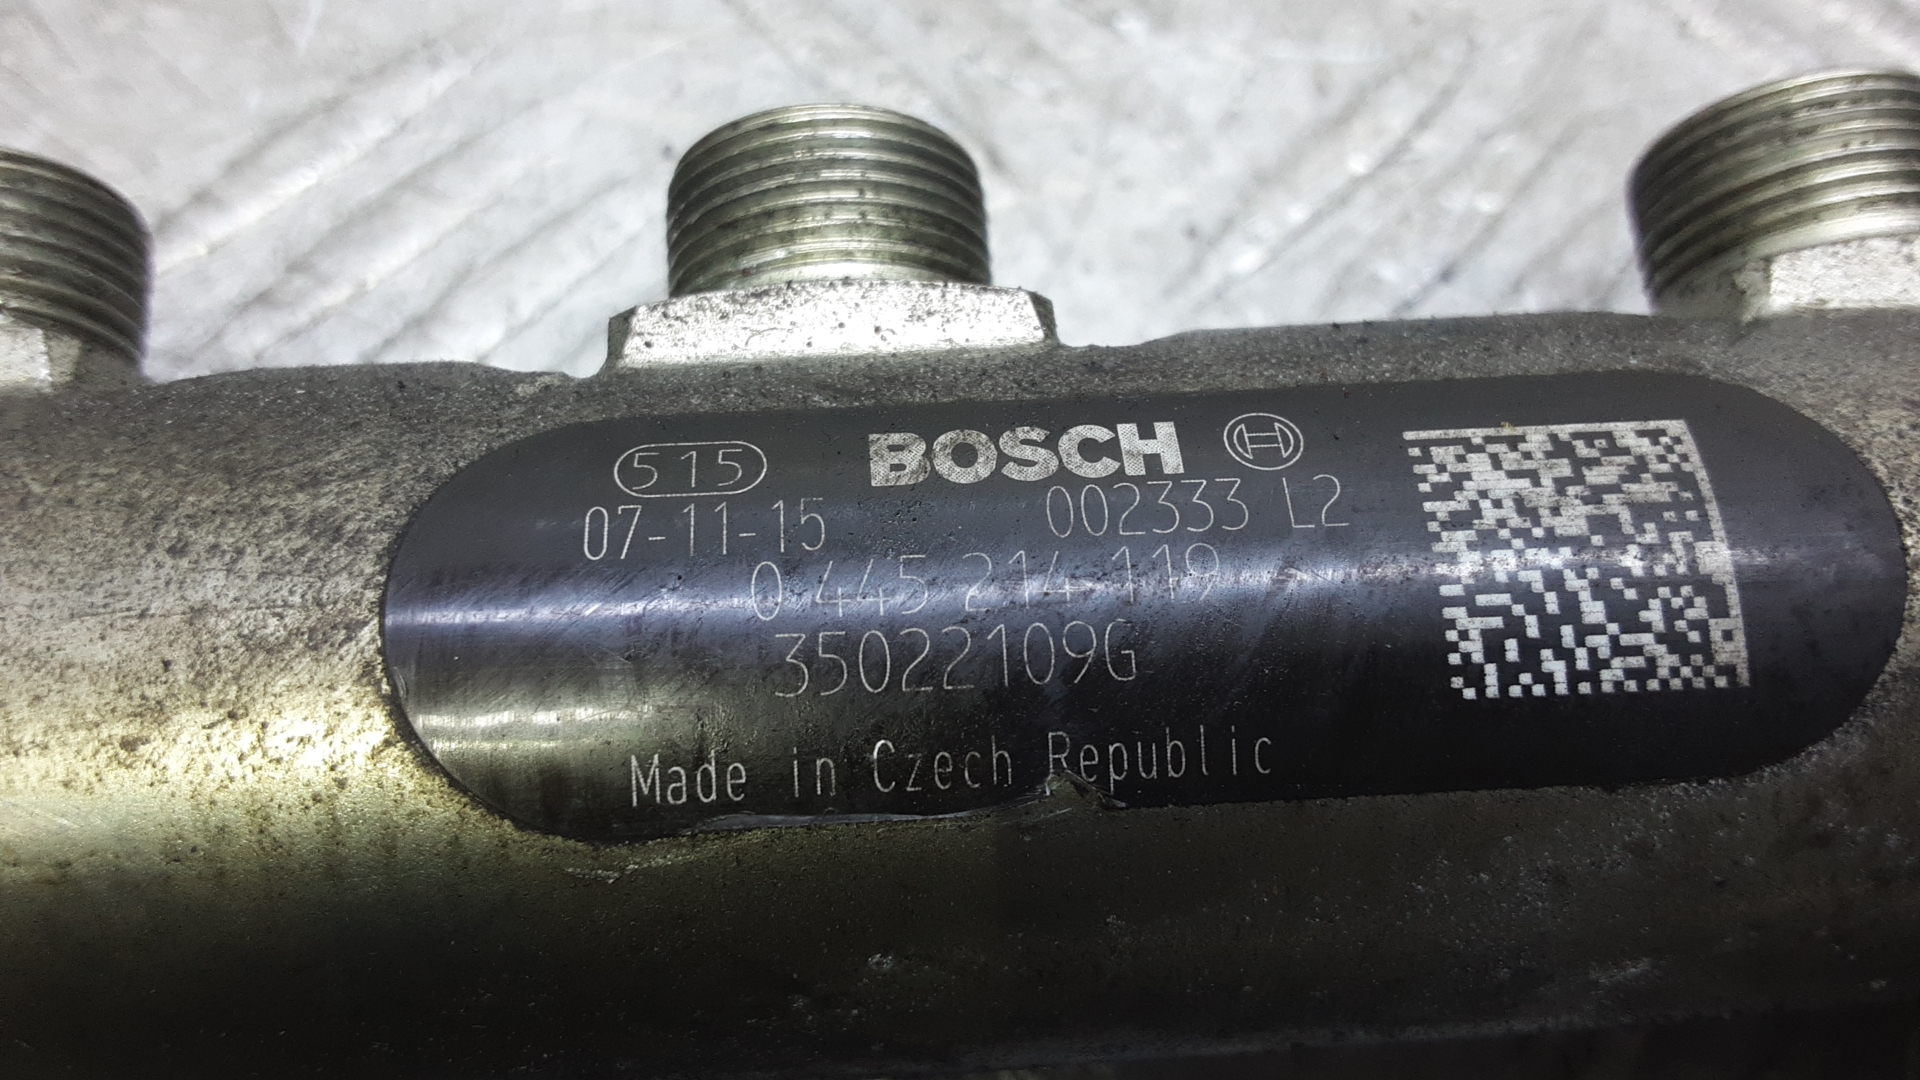 515 BOSCH
07-11-15 002333 L2
0 445 214 119
35022109G
Made in Czech Republic